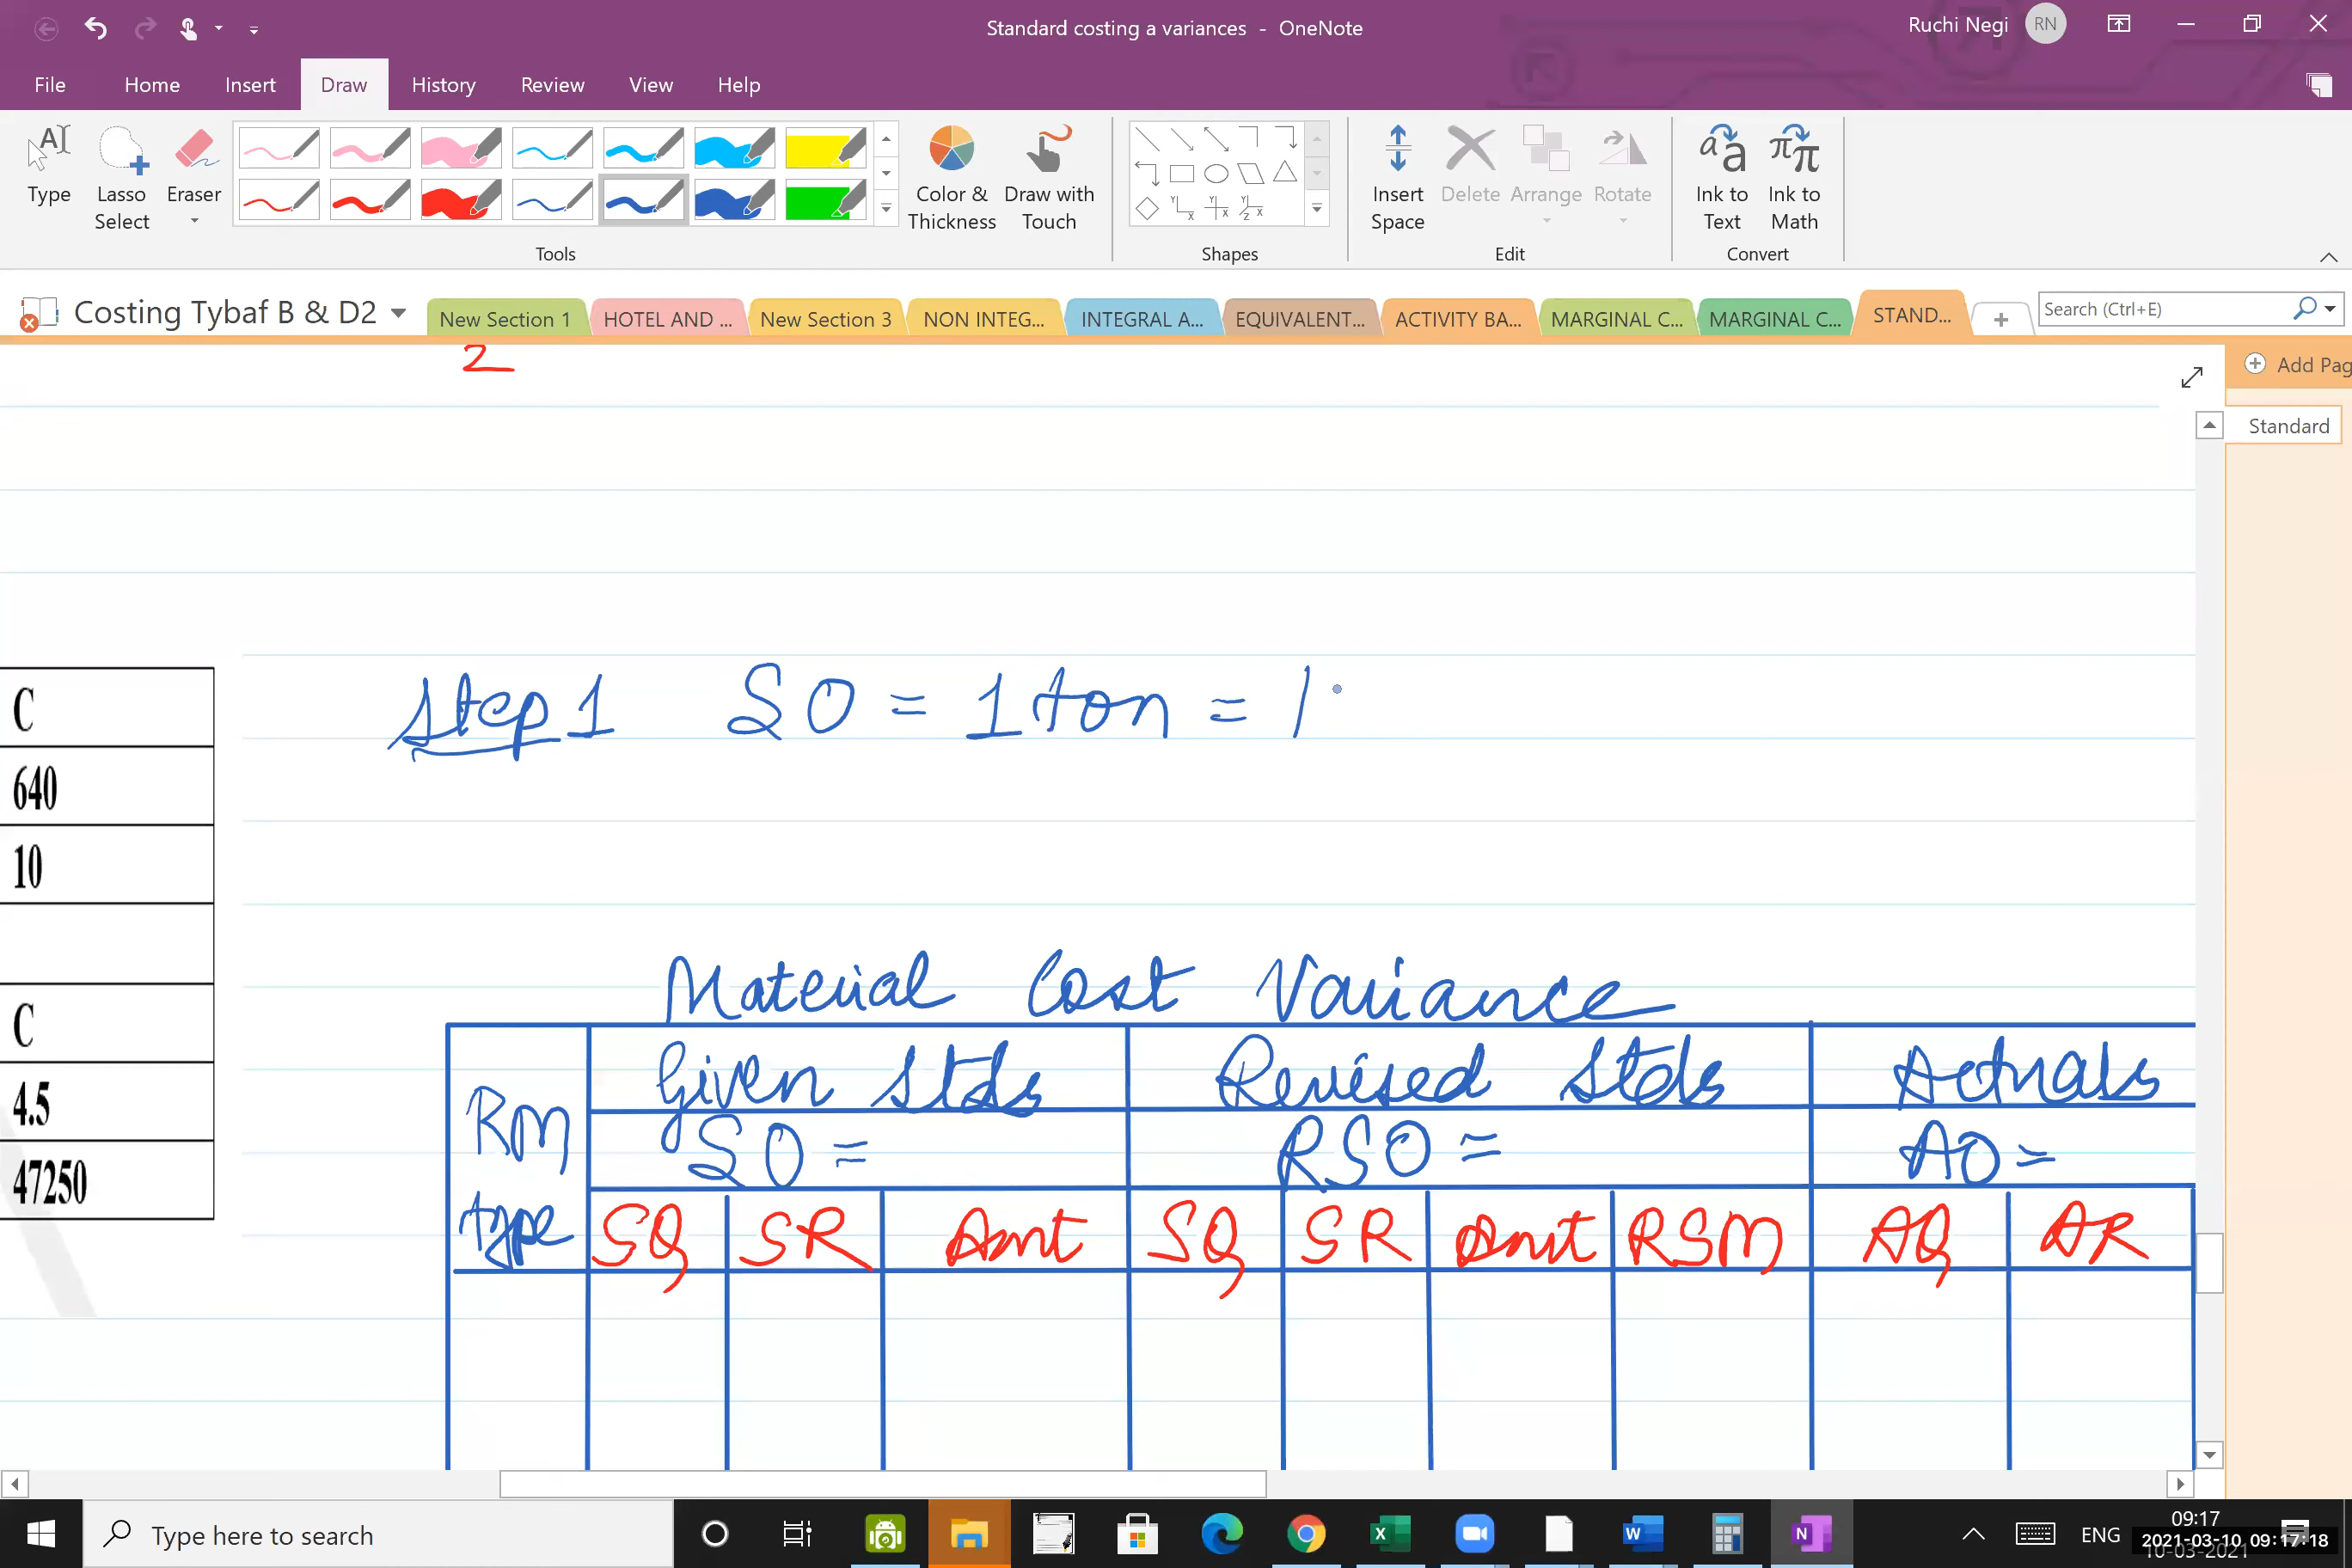 Standard costing a variances - OneNote
Ruchi Negi RN
File Home Insert Draw History Review View Help
Type
Lasso Select
Eraser
Color & Thickness
Draw with Touch
Insert Space
Delete
Arrange
Rotate
Ink to Text
Ink to Math
Tools Shapes Edit Convert
Costing Tybaf B & D2
New Section 1 HOTEL AND ... New Section 3 NON INTEG... INTEGRAL A... EQUIVALENT... ACTIVITY BA... MARGINAL C... MARGINAL C... STAND...
Search (Ctrl+E)
Add Pag
Standard
2
C
640
10
C
4.5
47250
Step 1 SO = 1 ton = 1
Material Cost Variance
RM type
Given Stds Revised Stds Actuals
SO = RSO = AO =
SQ SR Amt SQ SR Amt RSM AQ AR
Type here to search
ENG
09:17
10-03-2021
2021-03-10 09:17:18